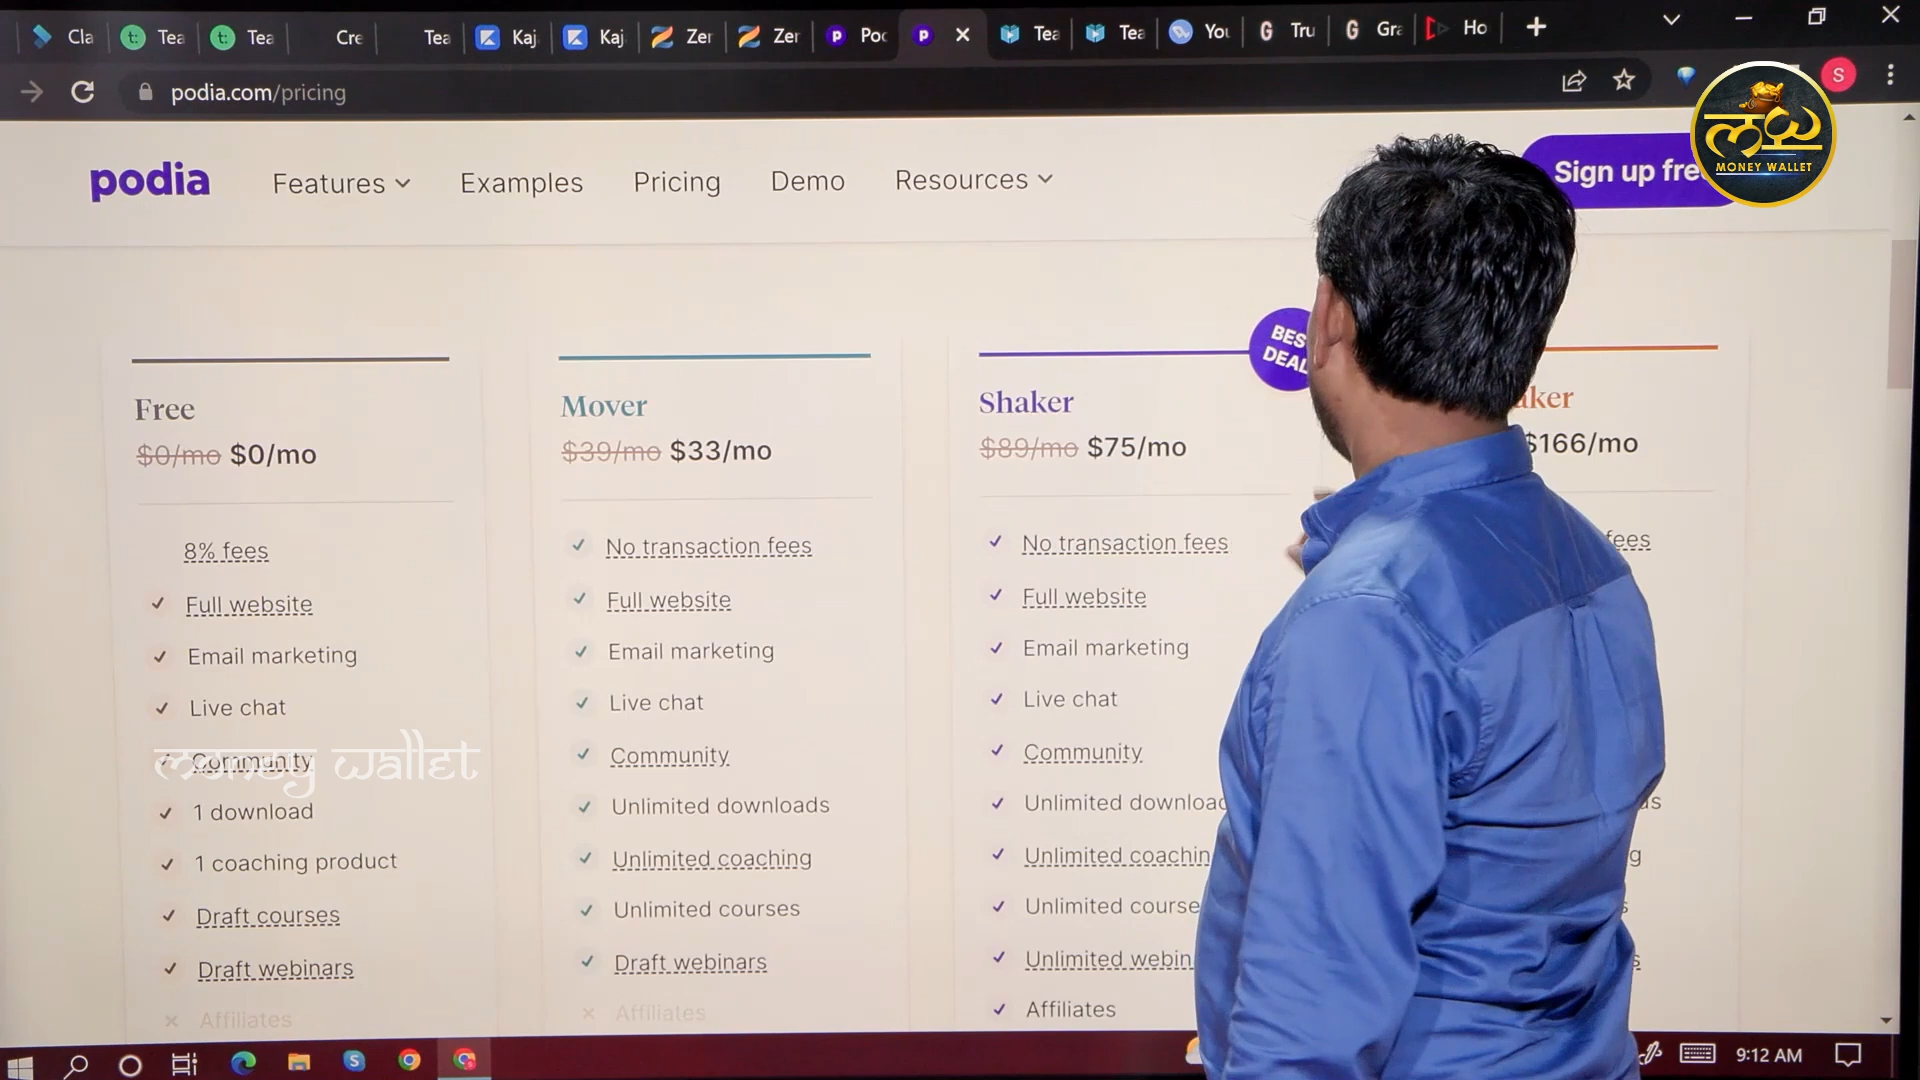 Cla
Tea
Tea
Cre
Tea
Kaj
Kaj
Zer
Zer
Poc
Tea
Tea
You
Tru
Gra
Ho
podia.com/pricing
S
MONEY WALLET
podia
Features
Examples
Pricing
Demo
Resources
Sign up fre
Free
$0/mo $0/mo
8% fees
Full website
Email marketing
Live chat
Community
1 download
1 coaching product
Draft courses
Draft webinars
Affiliates
money wallet
Mover
$39/mo $33/mo
No transaction fees
Full website
Email marketing
Live chat
Community
Unlimited downloads
Unlimited coaching
Unlimited courses
Draft webinars
Affiliates
BES
DEAL
Shaker
$89/mo $75/mo
No transaction fees
Full website
Email marketing
Live chat
Community
Unlimited downloac
Unlimited coachin
Unlimited course
Unlimited webin
Affiliates
aker
$166/mo
fees
9:12 AM